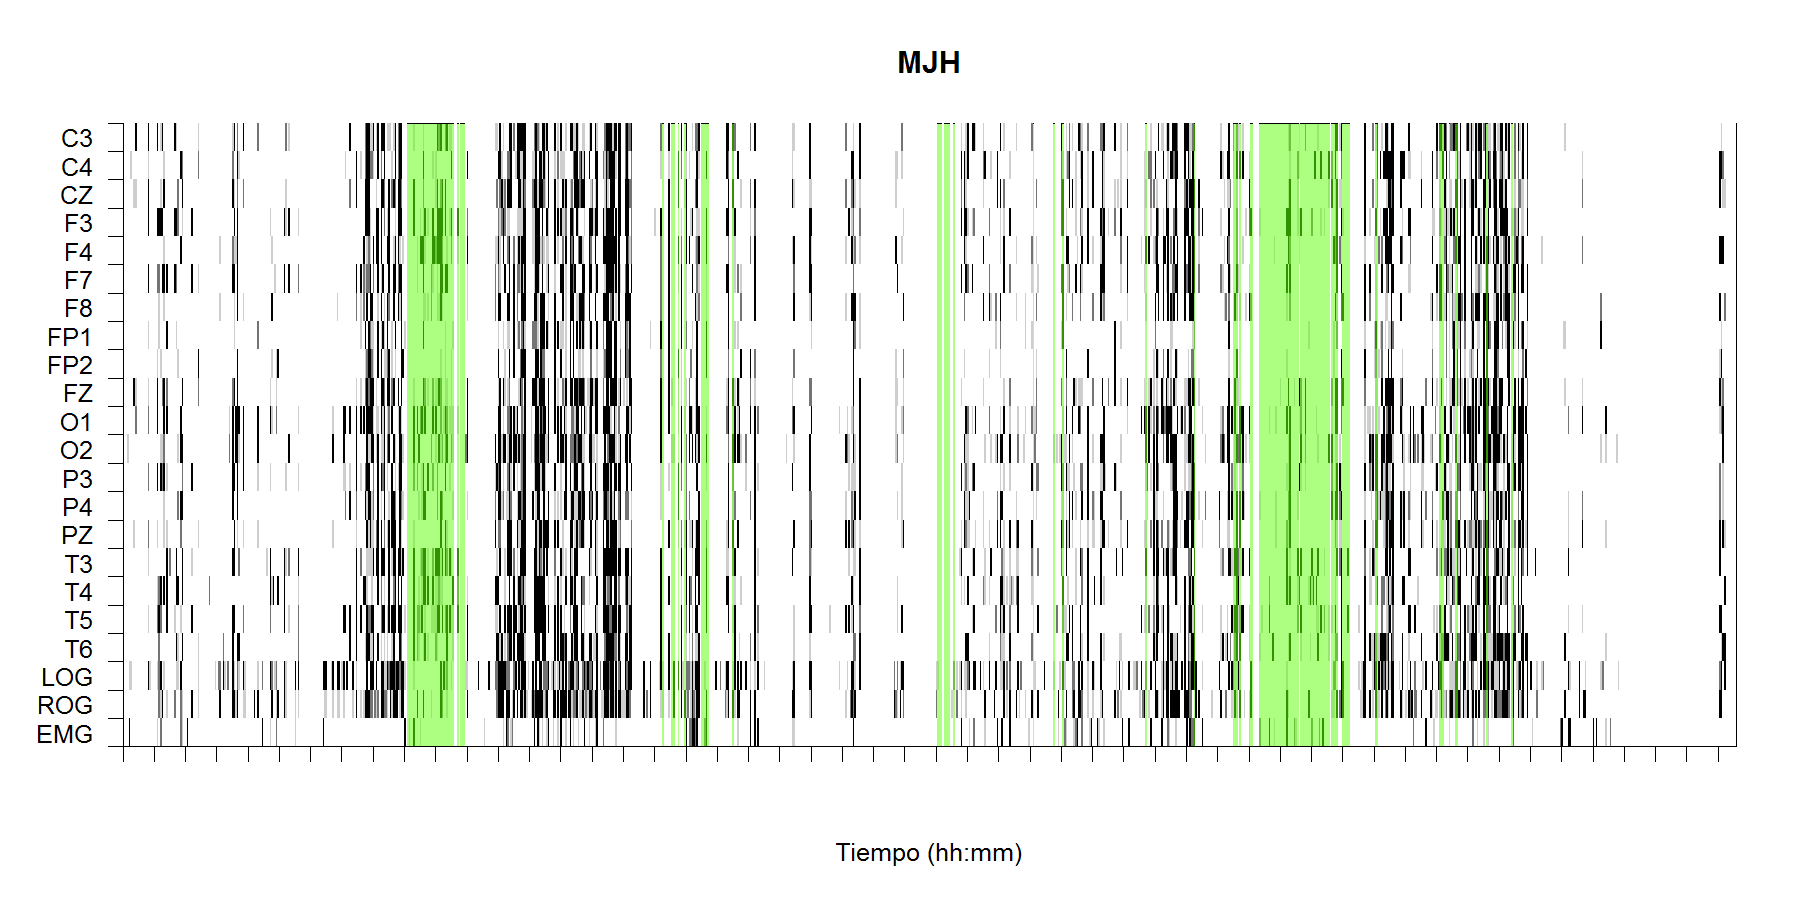 MJH
C3
C4
CZ
F3
F4
F7
F8
FP1
FP2
FZ
O1
O2
P3
P4
PZ
T3
T4
T5
T6
LOG
ROG
EMG
Tiempo (hh:mm)